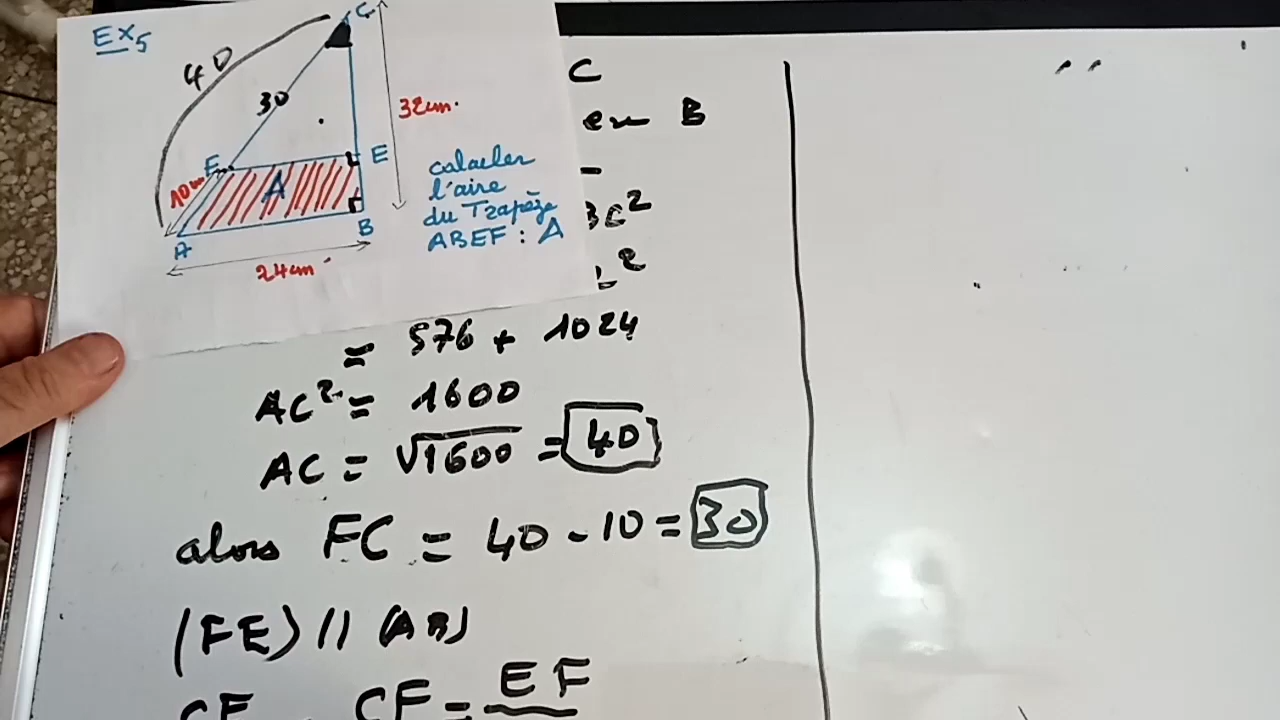 Ex5
C
40
30
32cm.
E
F
10cm
A
calculer
l'aire
du Trapèze
ABEF : A
A
B
24cm
C
en B
BC²
²
= 576 + 1024
AC² = 1600
AC = √1600 = 40
alors FC = 40 - 10 = 30
(FE) // (AB)
CF = EF